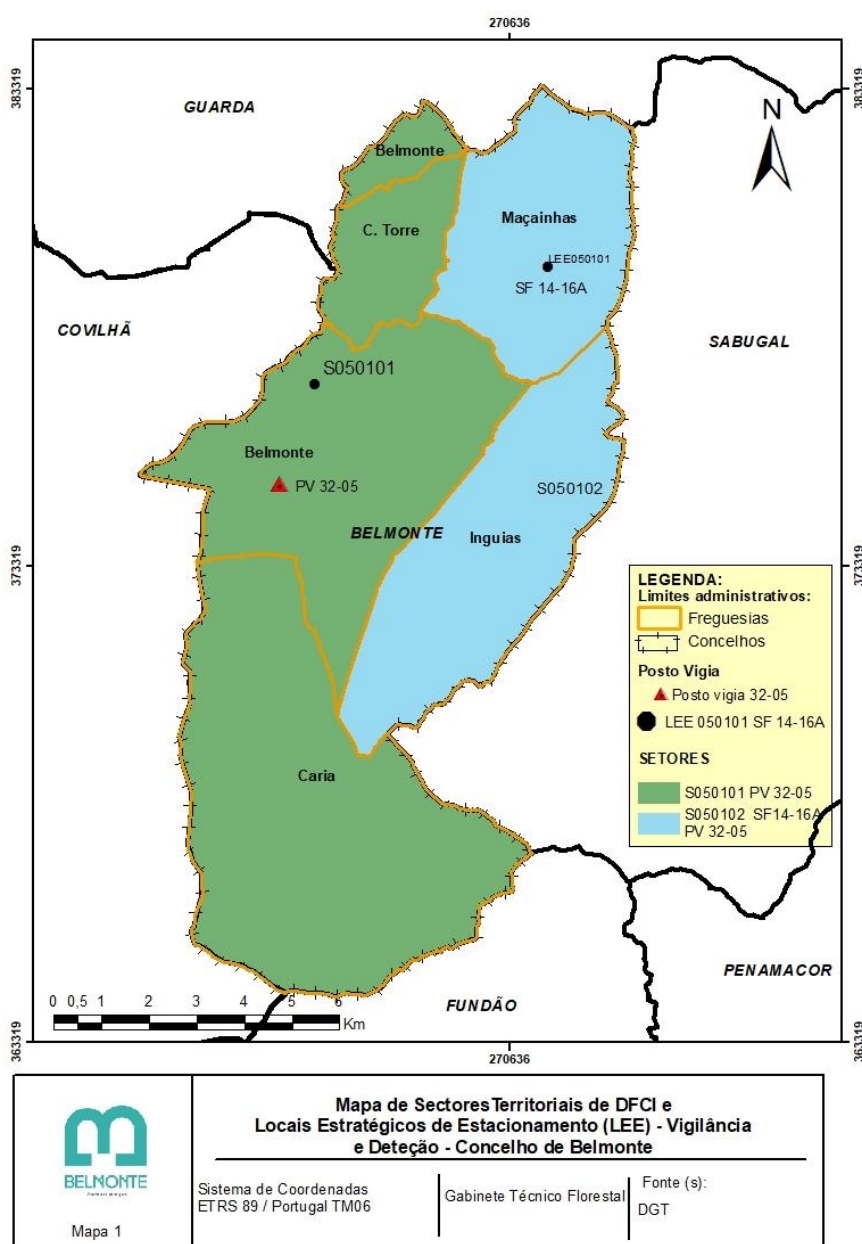 270636
383319
383319
GUARDA
N
Belmonte
C. Torre
Maçainhas
LEE050101
SF 14-16A
COVILHÃ
SABUGAL
S050101
Belmonte
PV 32-05
S050102
BELMONTE
Inguias
373319
373319
LEGENDA:
Limites administrativos:
Freguesias
Concelhos
Posto Vigia
Posto vigia 32-05
LEE 050101 SF 14-16A
SETORES
S050101 PV 32-05
S050102 SF14-16A
PV 32-05
Caria
PENAMACOR
FUNDÃO
0 0,5 1 2 3 4 5 6
Km
363319
363319
270636
BELMONTE
Mapa 1
Mapa de SectoresTerritoriais de DFCI e
Locais Estratégicos de Estacionamento (LEE) - Vigilância
e Deteção - Concelho de Belmonte
Sistema de Coordenadas
ETRS 89 / Portugal TM06
Gabinete Técnico Florestal
Fonte (s):
DGT